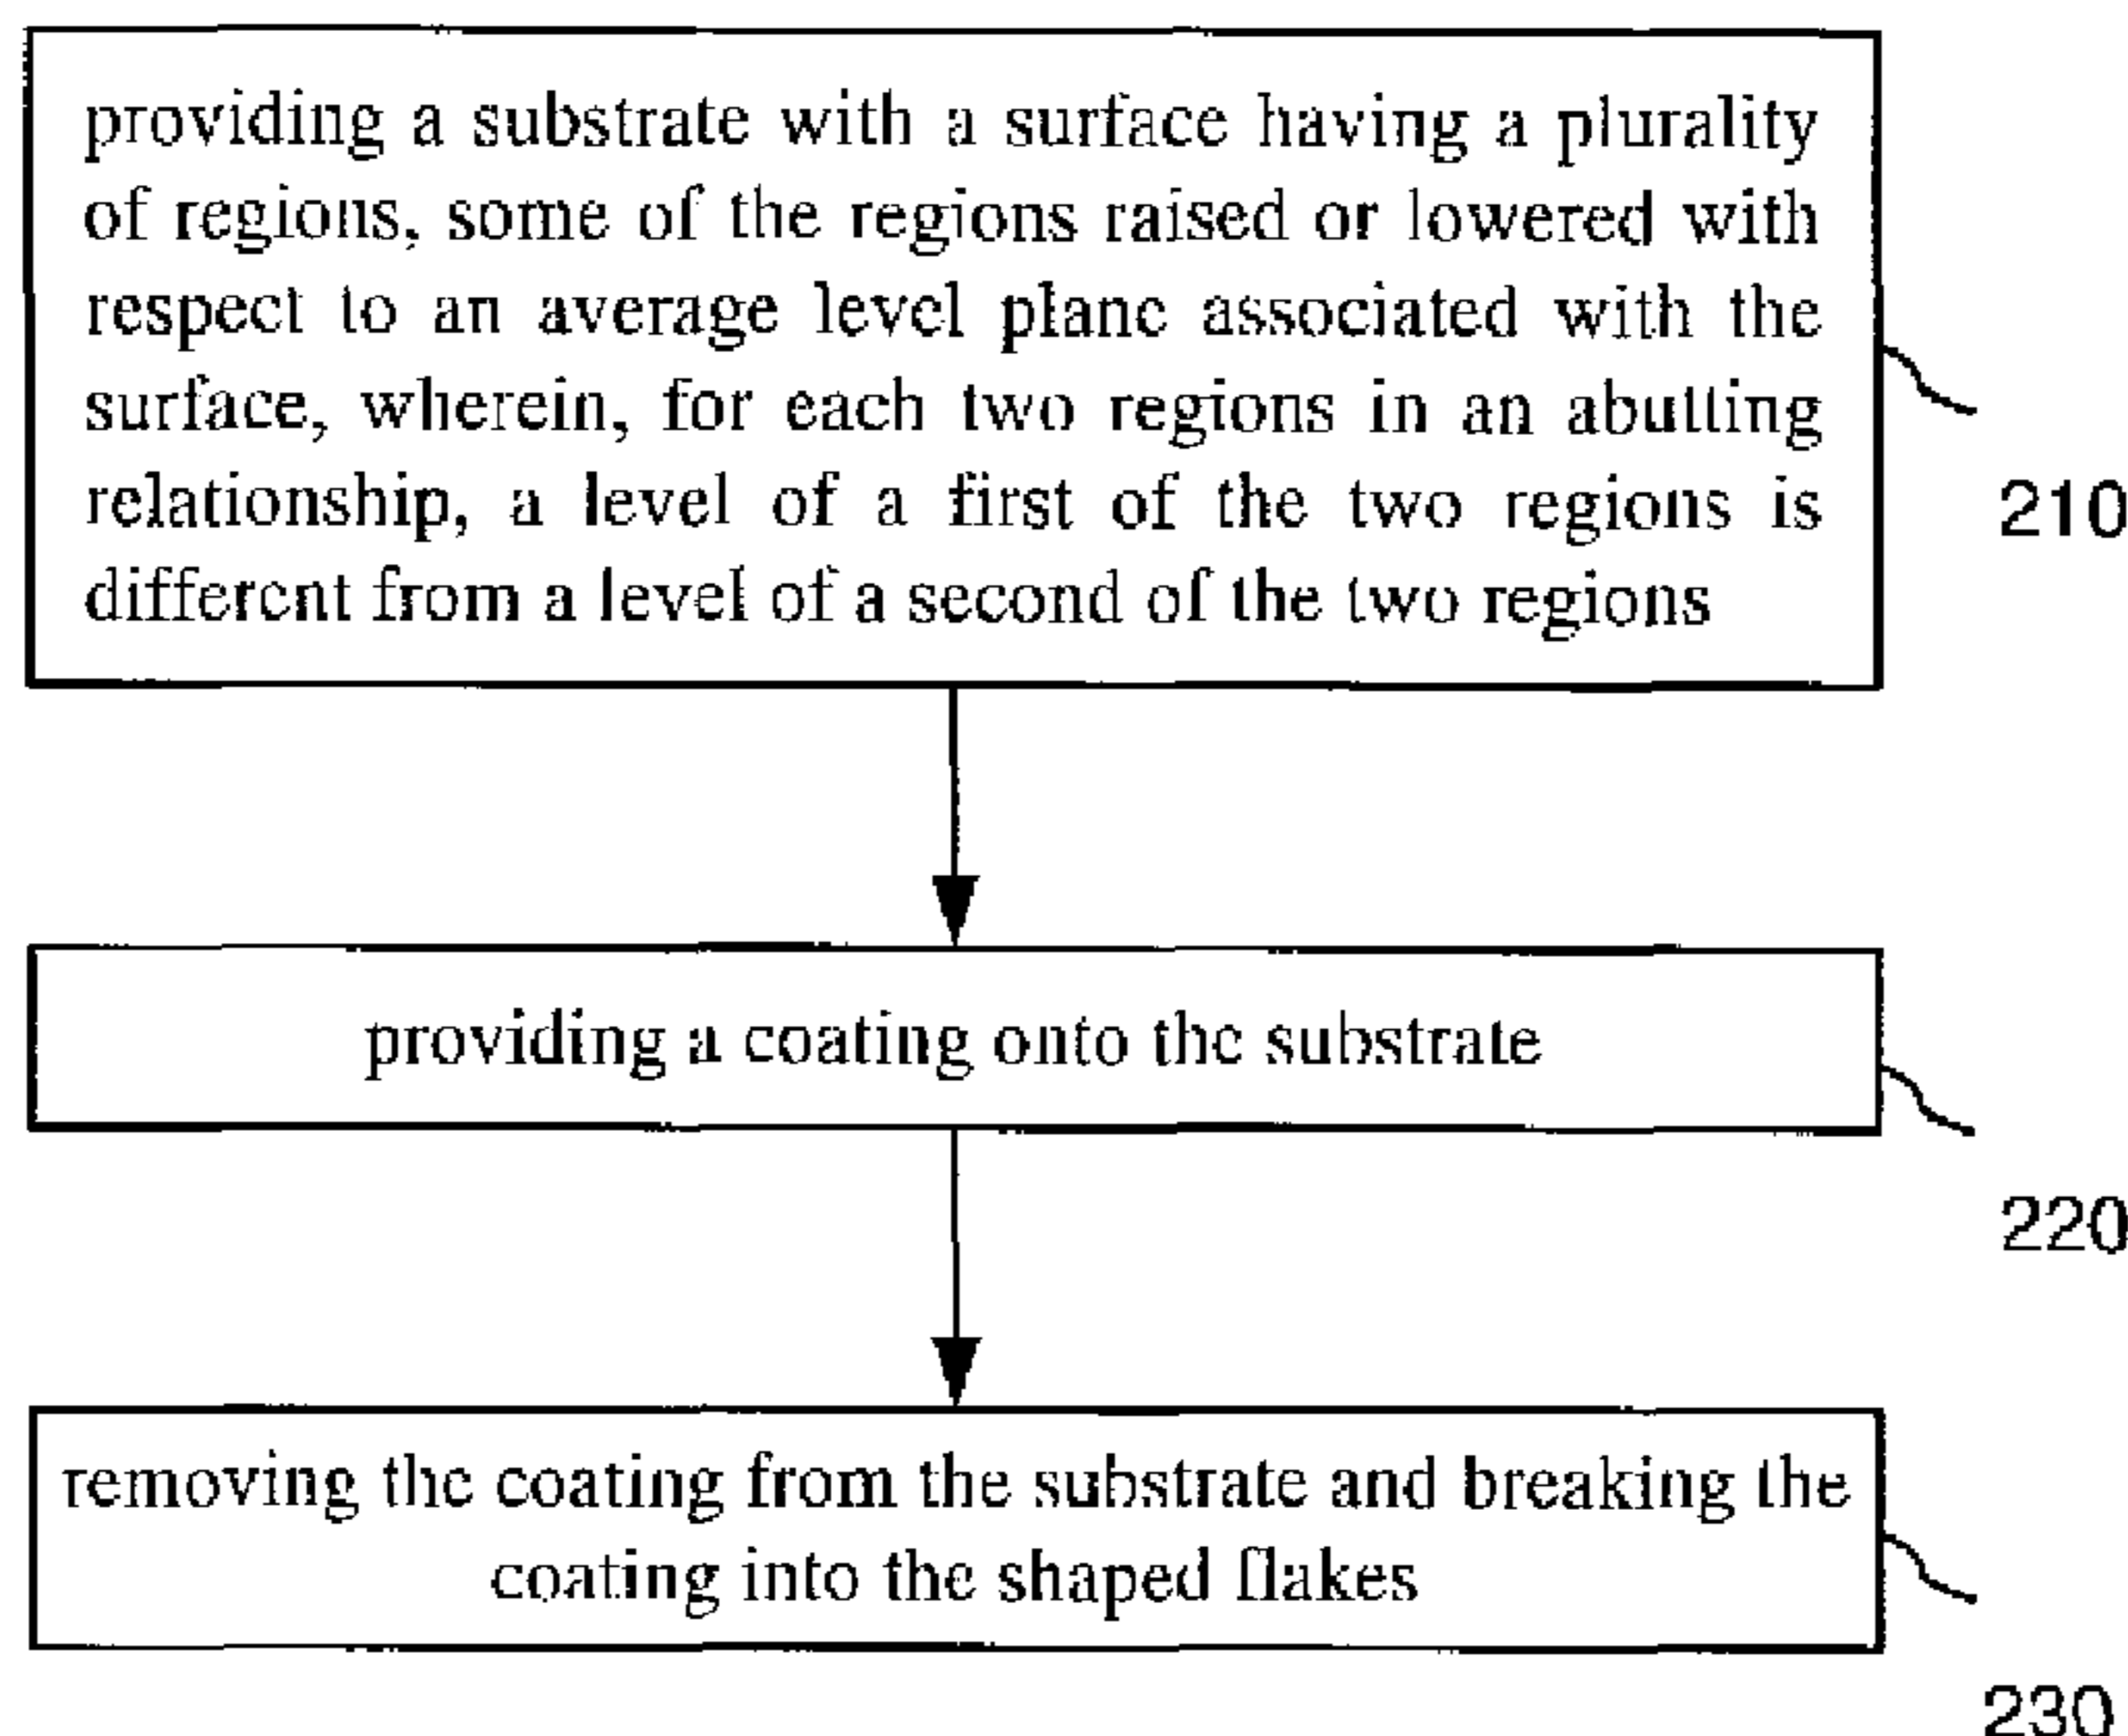 providing a substrate with a surface having a plurality
of regions, some of the regions raised or lowered with
respect to an average level plane associated with the
surface, wherein, for each two regions in an abutting
relationship, a level of a first of the two regions is
different from a level of a second of the two regions
210
providing a coating onto the substrate
220
removing the coating from the substrate and breaking the
coating into the shaped flakes
230